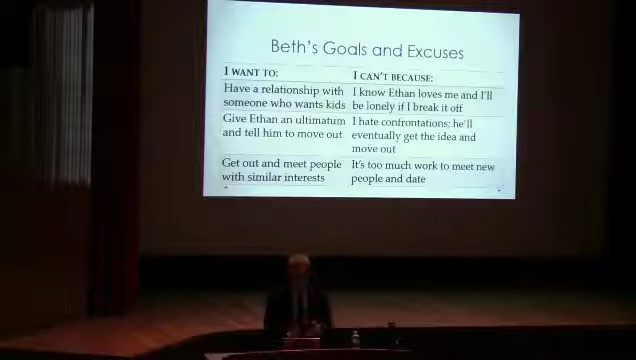 Beth's Goals and Excuses
I WANT TO: I CAN'T BECAUSE:
Have a relationship with I know Ethan loves me and I'll
someone who wants kids be lonely if I break it off
Give Ethan an ultimatum I hate confrontations; he'll
and tell him to move out eventually get the idea and
move out
Get out and meet people It's too much work to meet new
with similar interests people and date